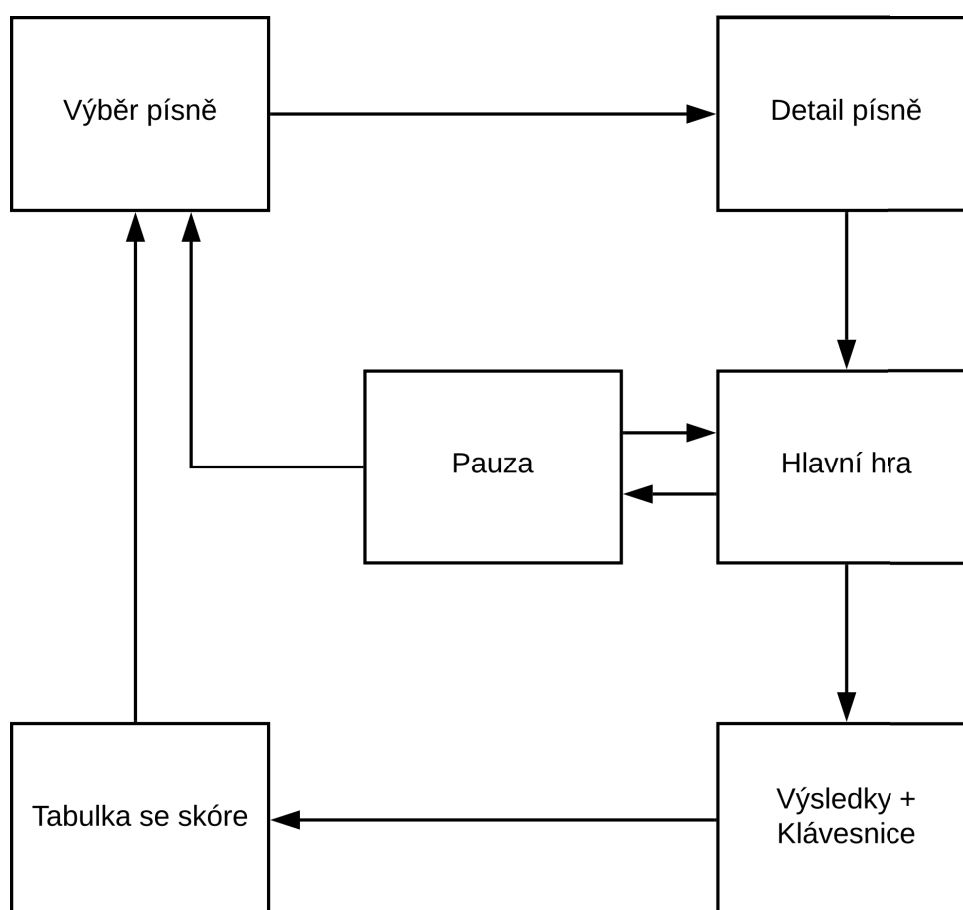 Výběr písně
Detail písně
Pauza
Hlavní hra
Tabulka se skóre
Výsledky +
Klávesnice